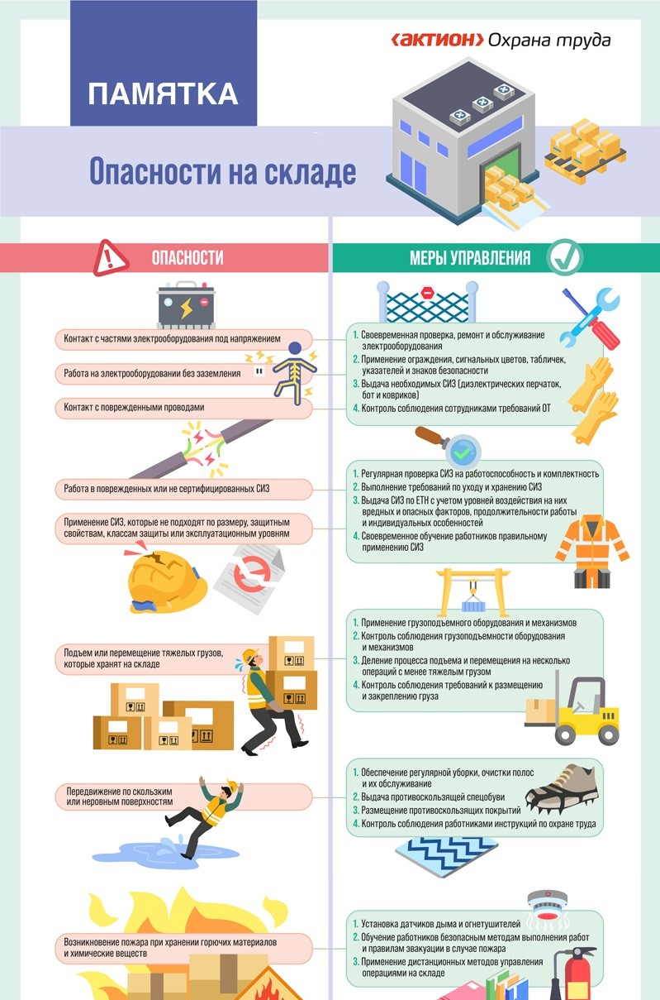 <актион> Охрана труда
ПАМЯТКА
Опасности на складе
ОПАСНОСТИ
МЕРЫ УПРАВЛЕНИЯ
Контакт с частями электрооборудования под напряжением
Работа на электрооборудовании без заземления
Контакт с поврежденными проводами
1. Своевременная проверка, ремонт и обслуживание
электрооборудования
2. Применение ограждения, сигнальных цветов, табличек,
указателей и знаков безопасности
3. Выдача необходимых СИЗ (диэлектрических перчаток,
бот и ковриков)
4. Контроль соблюдения сотрудниками требований ОТ
Работа в поврежденных или не сертифицированных СИЗ
Применение СИЗ, которые не подходят по размеру, защитным
свойствам, классам защиты или эксплуатационным уровням
1. Регулярная проверка СИЗ на работоспособность и комплектность
2. Выполнение требований по уходу и хранению СИЗ
3. Выдача СИЗ по ЕТН с учетом уровней воздействия на них
вредных и опасных факторов, продолжительности работы
и индивидуальных особенностей
4. Своевременное обучение работников правильному
применению СИЗ
Подъем или перемещение тяжелых грузов,
которые хранят на складе
1. Применение грузоподъемного оборудования и механизмов
2. Контроль соблюдения грузоподъемности оборудования
и механизмов
3. Деление процесса подъема и перемещения на несколько
операций с менее тяжелым грузом
4. Контроль соблюдения требований к размещению
и закреплению груза
Передвижение по скользким
или неровным поверхностям
1. Обеспечение регулярной уборки, очистки полос
и их обслуживание
2. Выдача противоскользящей спецобуви
3. Размещение противоскользящих покрытий
4. Контроль соблюдения работниками инструкций по охране труда
Возникновение пожара при хранении горючих материалов
и химические веществ
1. Установка датчиков дыма и огнетушителей
2. Обучение работников безопасным методам выполнения работ
и правилам эвакуации в случае пожара
3. Применение дистанционных методов управления
операциями на складе